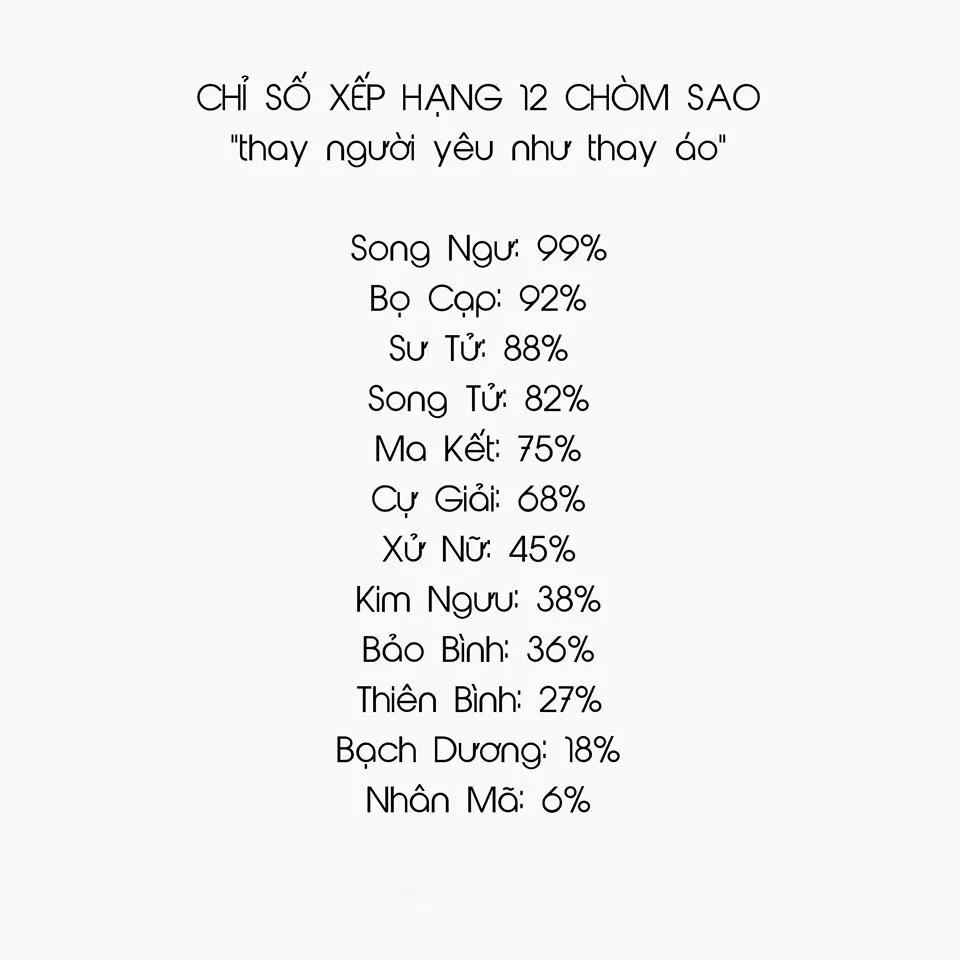 CHỈ SỐ XẾP HẠNG 12 CHÒM SAO
"thay người yêu như thay áo"
Song Ngư: 99%
Bọ Cạp: 92%
Sư Tử: 88%
Song Tử: 82%
Ma Kết: 75%
Cự Giải: 68%
Xử Nữ: 45%
Kim Ngưu: 38%
Bảo Bình: 36%
Thiên Bình: 27%
Bạch Dương: 18%
Nhân Mã: 6%